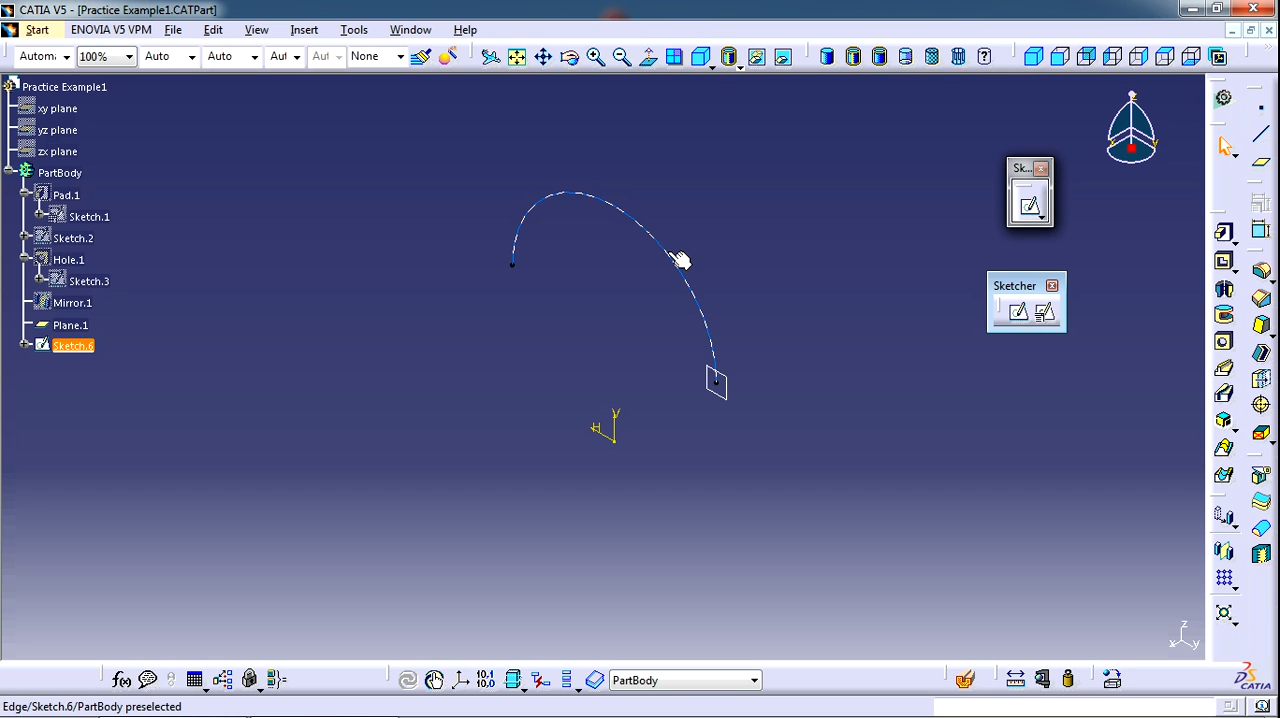 CATIA V5 - [Practice Example1.CATPart]
Start ENOVIA V5 VPM File Edit View Insert Tools Window Help
Autom 100% Auto Auto Aut Aut None
Practice Example1
xy plane
yz plane
zx plane
PartBody
Pad.1
Sketch.1
Sketch.2
Hole.1
Sketch.3
Mirror.1
Plane.1
Sketch.6
Sk...
Sketcher
H V
z
x y
f(x) PartBody
CATIA
Edge/Sketch.6/PartBody preselected